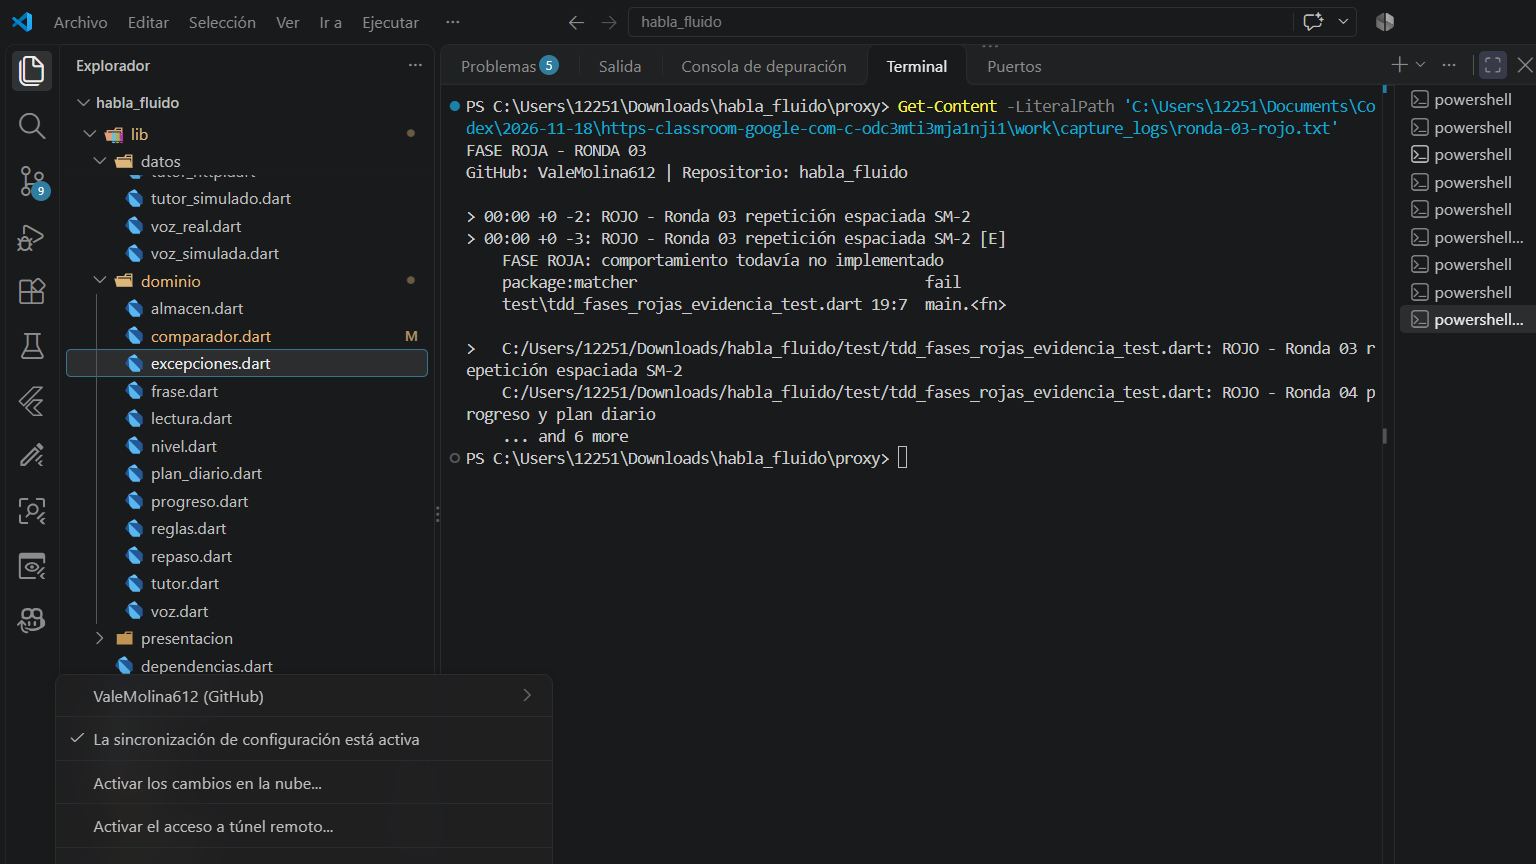 Archivo Editar Selección Ver Ir a Ejecutar ···
habla_fluido
Explorador ···
habla_fluido
lib
datos
tutor_http.dart
tutor_simulado.dart
voz_real.dart
voz_simulada.dart
dominio
almacen.dart
comparador.dart M
excepciones.dart
frase.dart
lectura.dart
nivel.dart
plan_diario.dart
progreso.dart
reglas.dart
repaso.dart
tutor.dart
voz.dart
presentacion
dependencias.dart
9
ValeMolina612 (GitHub)
La sincronización de configuración está activa
Activar los cambios en la nube...
Activar el acceso a túnel remoto...
Problemas 5 Salida Consola de depuración Terminal Puertos
PS C:\Users\12251\Downloads\habla_fluido\proxy> Get-Content -LiteralPath 'C:\Users\12251\Documents\Co
dex\2026-11-18\https-classroom-google-com-c-odc3mti3mja1nji1\work\capture_logs\ronda-03-rojo.txt'
FASE ROJA - RONDA 03
GitHub: ValeMolina612 | Repositorio: habla_fluido
> 00:00 +0 -2: ROJO - Ronda 03 repetición espaciada SM-2
> 00:00 +0 -3: ROJO - Ronda 03 repetición espaciada SM-2 [E]
FASE ROJA: comportamiento todavía no implementado
package:matcher fail
test\tdd_fases_rojas_evidencia_test.dart 19:7 main.<fn>
> C:/Users/12251/Downloads/habla_fluido/test/tdd_fases_rojas_evidencia_test.dart: ROJO - Ronda 03 r
epetición espaciada SM-2
C:/Users/12251/Downloads/habla_fluido/test/tdd_fases_rojas_evidencia_test.dart: ROJO - Ronda 04 p
rogreso y plan diario
... and 6 more
PS C:\Users\12251\Downloads\habla_fluido\proxy>
powershell
powershell
powershell
powershell
powershell
powershell...
powershell
powershell
powershell...